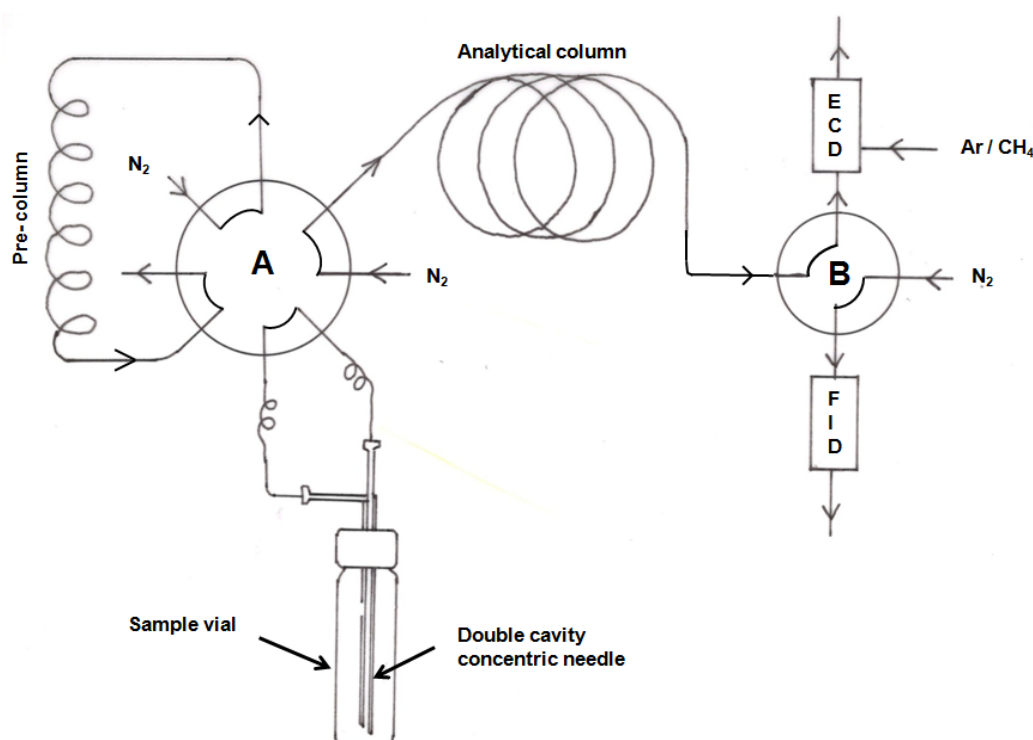 Analytical column
E
C
D
Ar / CH₄
N₂
Pre- column
A
N₂
B
N₂
F
I
D
Sample vial
Double cavity
concentric needle